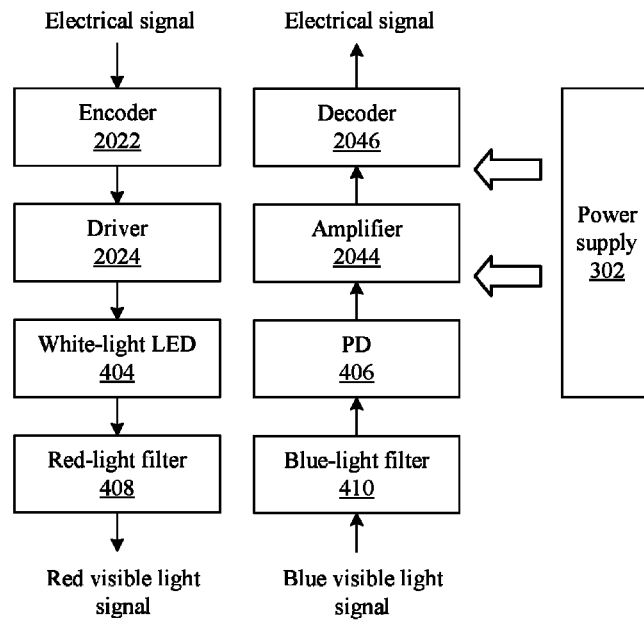 Electrical signal
Encoder
2022
Driver
2024
White-light LED
404
Red-light filter
408
Red visible light
signal
Electrical signal
Decoder
2046
Amplifier
2044
PD
406
Blue-light filter
410
Blue visible light
signal
Power
supply
302